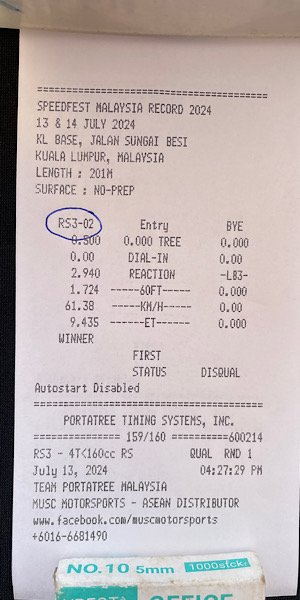 ==================================
SPEEDFEST MALAYSIA RECORD 2024
13 & 14 JULY 2024
KL BASE, JALAN SUNGAI BESI
KUALA LUMPUR, MALAYSIA
LENGTH : 201M
SURFACE : NO-PREP
RS3-02 Entry BYE
0.500 0.000 TREE 0.000
0.00 DIAL-IN 0.00
2.940 REACTION -LB3-
1.724 -----60FT----- 0.000
61.38 -----KM/H----- 0.00
9.435 ------ET------ 0.000
WINNER
FIRST
STATUS DISQUAL
Autostart Disabled
==================================
PORTATREE TIMING SYSTEMS, INC.
============= 159/160 =========600214
RS3 - 4T<160cc RS QUAL RND 1
July 13, 2024 04:27:29 PM
TEAM PORTATREE MALAYSIA
MUSC MOTORSPORTS - ASEAN DISTRIBUTOR
www.facebook.com/muscmotorsports
+6016-6681490
NO.10 5mm 1000stck.
OFFICE